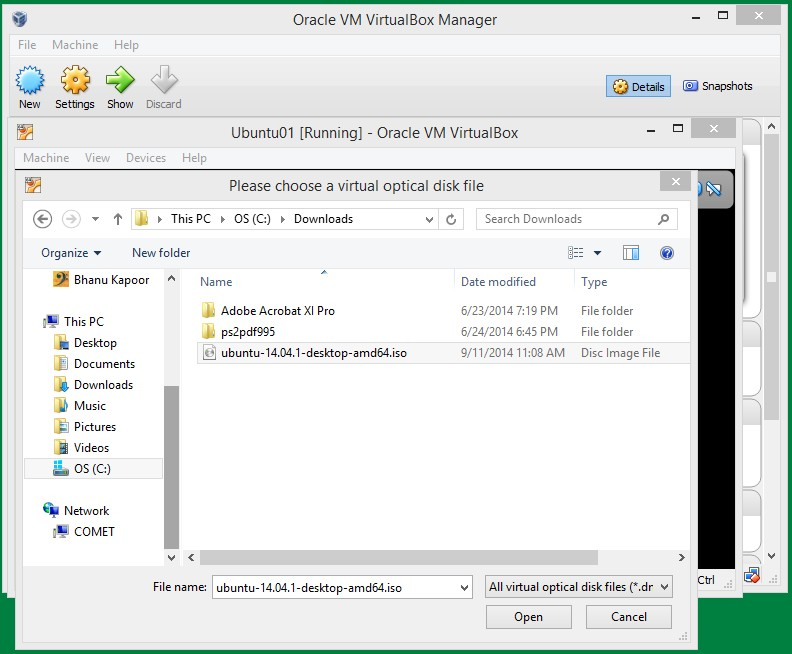 Oracle VM VirtualBox Manager
File Machine Help
New Settings Show Discard Details Snapshots
Ubuntu01 [Running] - Oracle VM VirtualBox
Machine View Devices Help
Please choose a virtual optical disk file
This PC OS (C:) Downloads Search Downloads
Organize New folder
Bhanu Kapoor
This PC
Desktop
Documents
Downloads
Music
Pictures
Videos
OS (C:)
Network
COMET
Name Date modified Type
Adobe Acrobat XI Pro 6/23/2014 7:19 PM File folder
ps2pdf995 6/24/2014 6:45 PM File folder
ubuntu-14.04.1-desktop-amd64.iso 9/11/2014 11:08 AM Disc Image File
Ctrl
File name: ubuntu-14.04.1-desktop-amd64.iso All virtual optical disk files (*.dr
Open Cancel